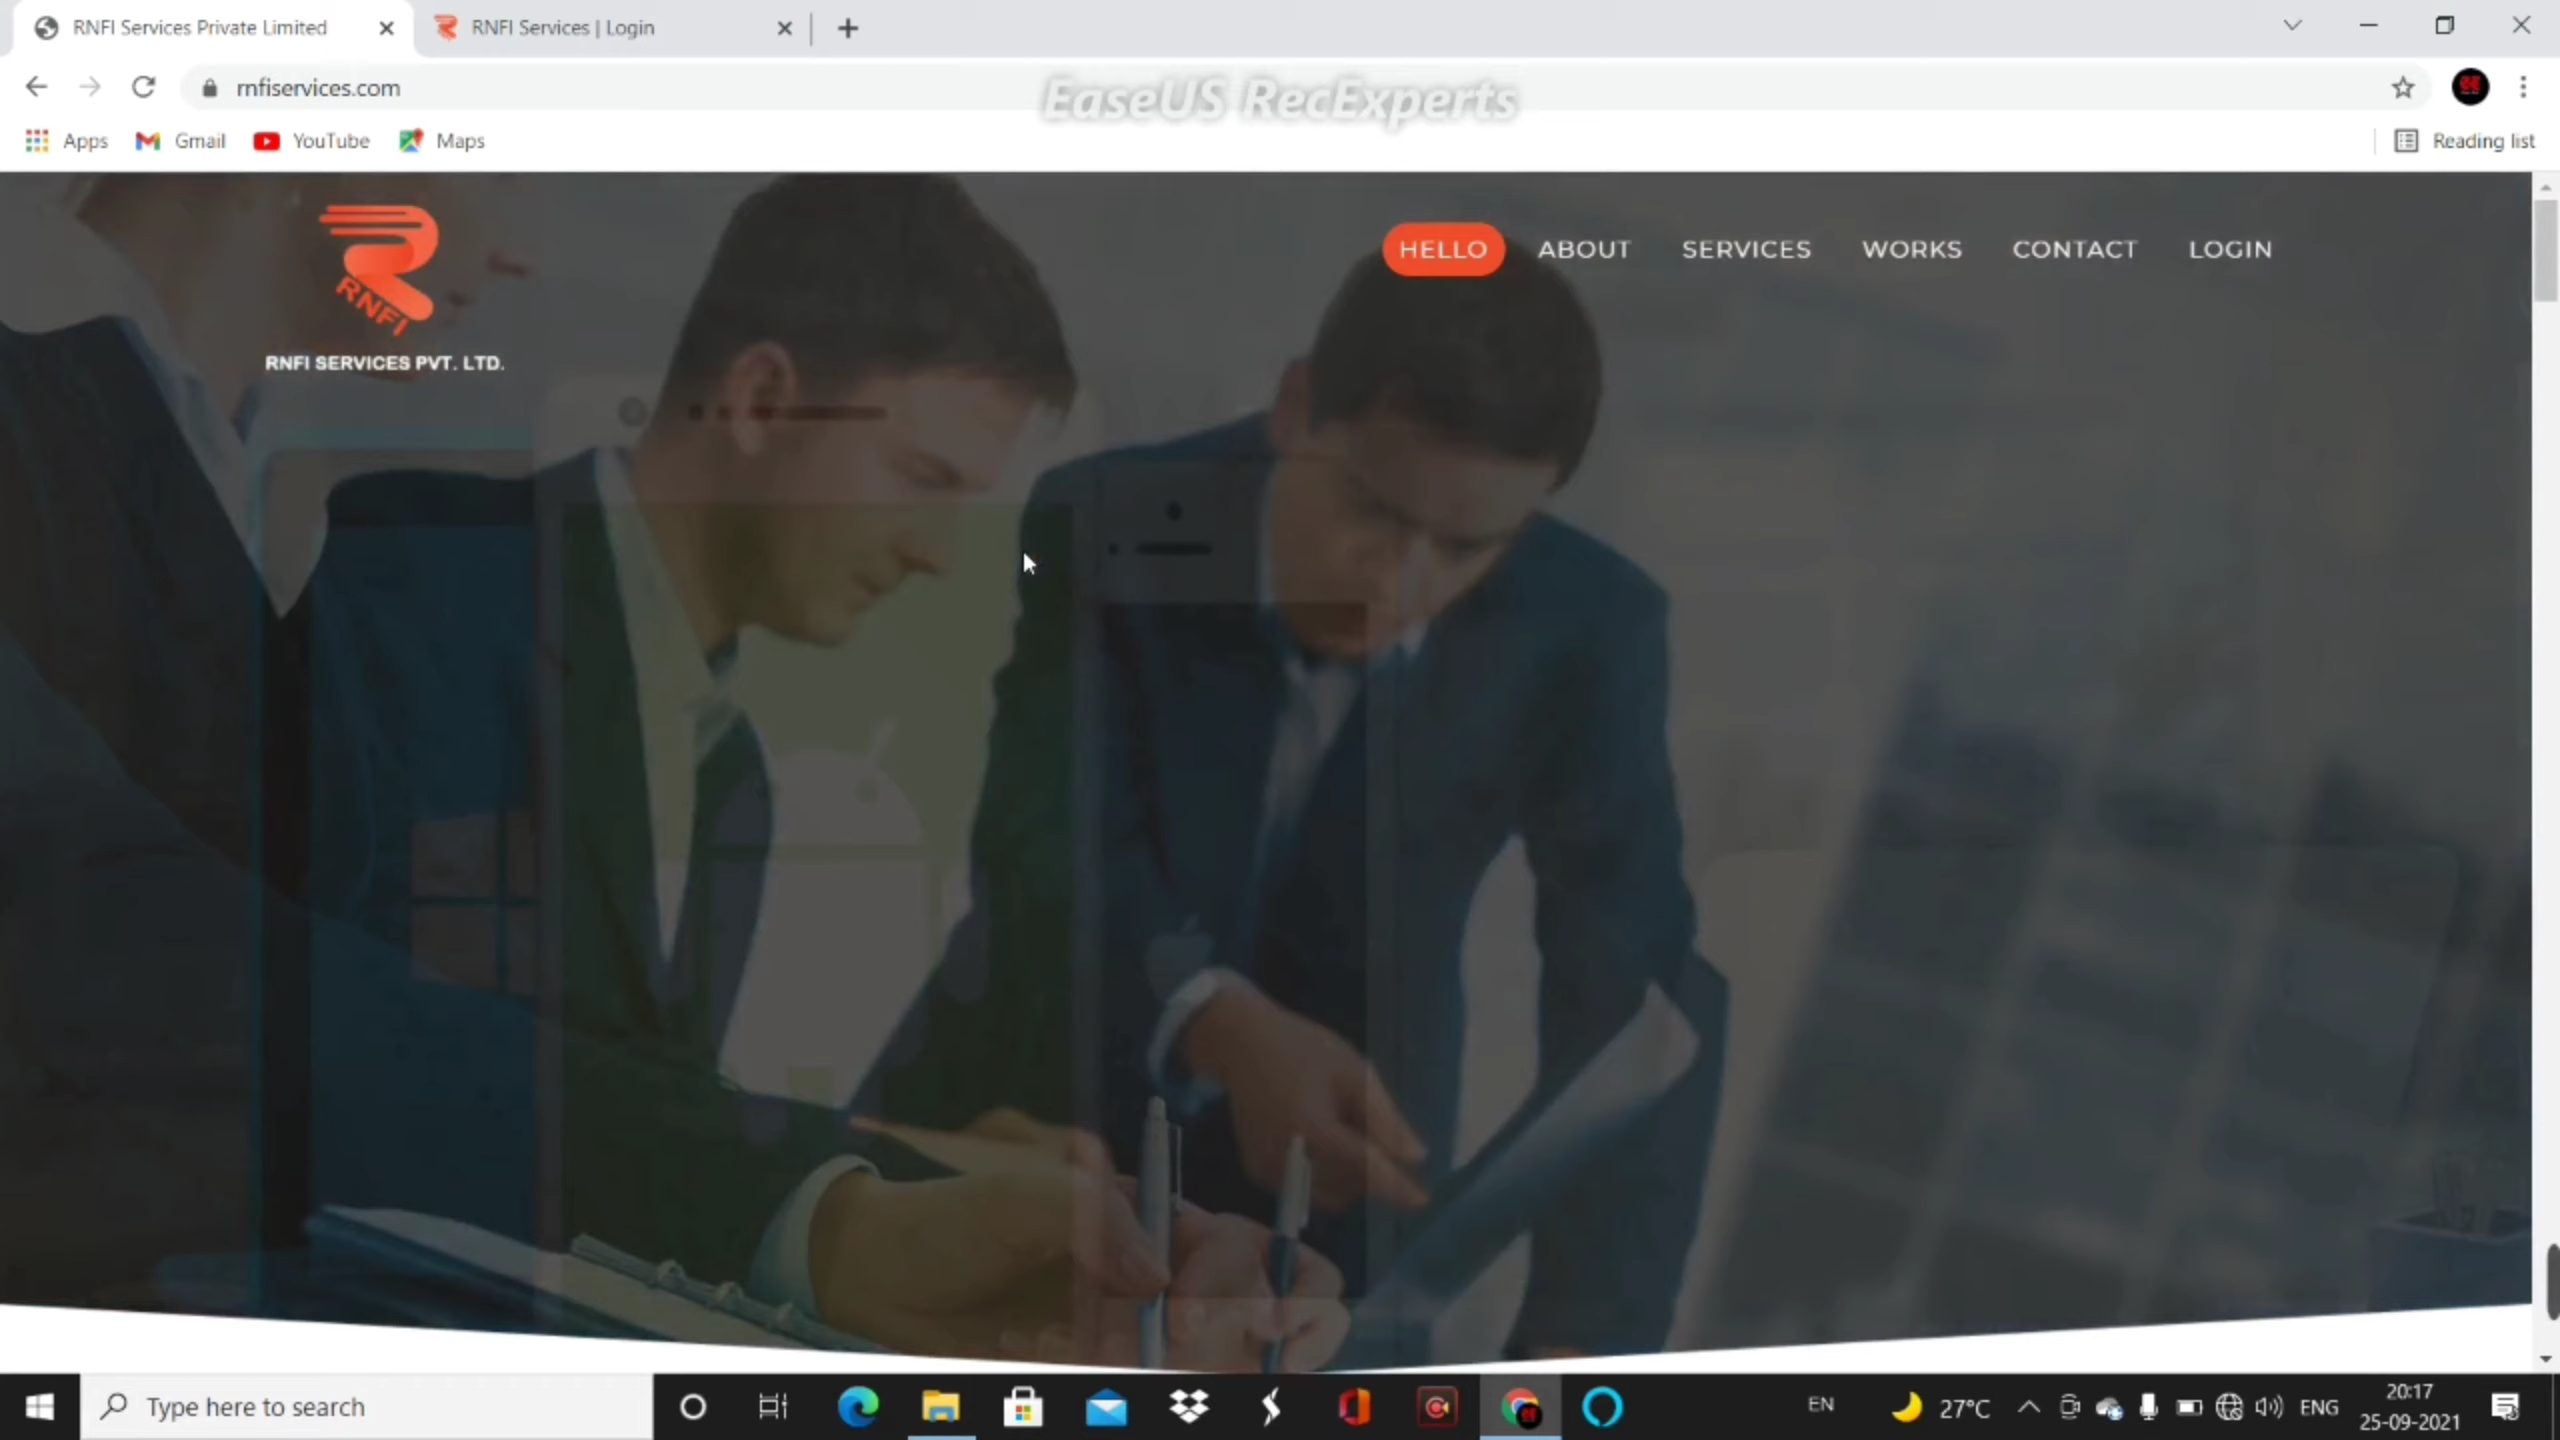 RNFI Services Private Limited
RNFI Services | Login
rnfiservices.com
EaseUS RecExperts
Apps
Gmail
YouTube
Maps
Reading list
RNFI
RNFI SERVICES PVT. LTD.
HELLO
ABOUT
SERVICES
WORKS
CONTACT
LOGIN
Type here to search
EN
27°C
ENG
20:17
25-09-2021